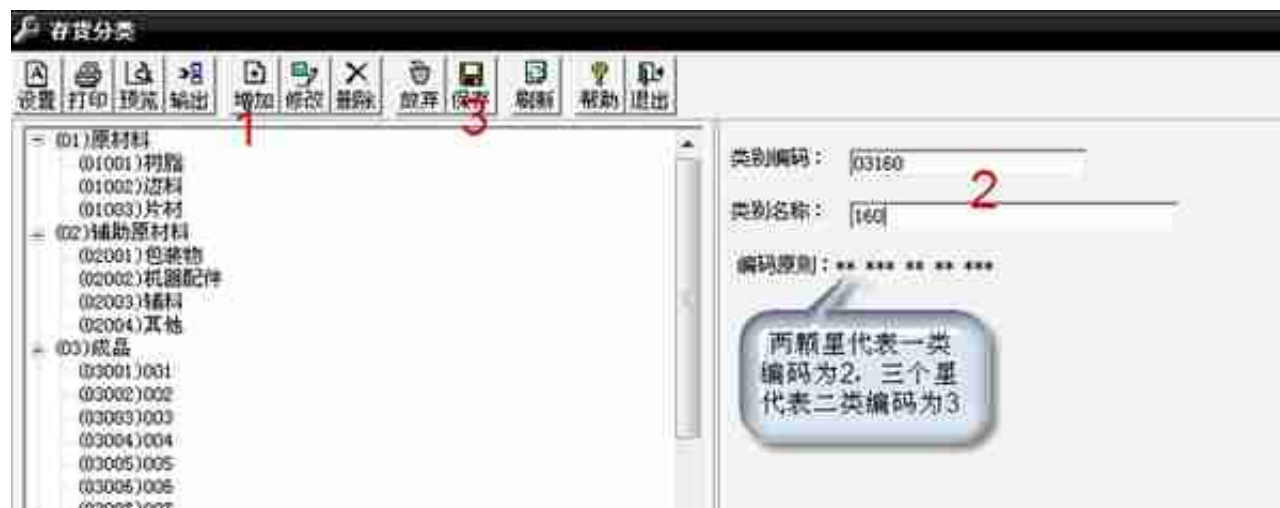 存货分类
设置 打印 预览 输出 增加 修改 删除 放弃 保存 刷新 帮助 退出
1
3
(01)原材料
(01001)树脂
(01002)边料
(01003)片材
(02)辅助原材料
(02001)包装物
(02002)机器配件
(02003)辅料
(02004)其他
(03)成品
(03001)001
(03002)002
(03003)003
(03004)004
(03005)005
(03006)006
类别编码： 03160
2
类别名称： 160
编码原则：** *** ** ** ***
两颗星代表一类
编码为2，三个星
代表二类编码为3